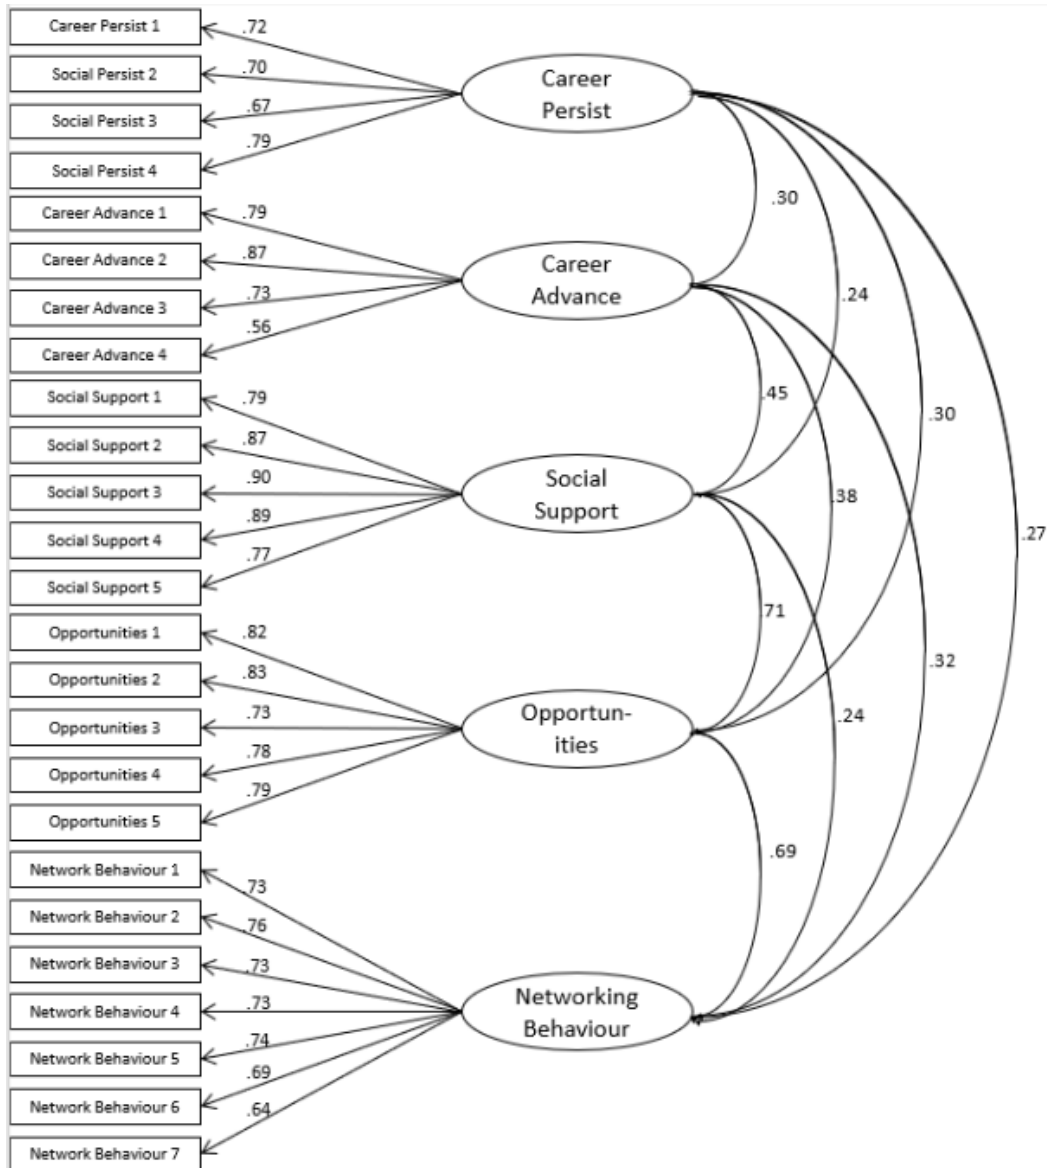 Career Persist 1
.72
Social Persist 2
.70
Social Persist 3
.67
Social Persist 4
.79
Career
Persist
Career Advance 1
.79
Career Advance 2
.87
Career Advance 3
.73
Career Advance 4
.56
Career
Advance
Social Support 1
.79
Social Support 2
.87
Social Support 3
.90
Social Support 4
.89
Social Support 5
.77
Social
Support
Opportunities 1
.82
Opportunities 2
.83
Opportunities 3
.73
Opportunities 4
.78
Opportunities 5
.79
Opportun-
ities
Network Behaviour 1
.73
Network Behaviour 2
.76
Network Behaviour 3
.73
Network Behaviour 4
.73
Network Behaviour 5
.74
Network Behaviour 6
.69
Network Behaviour 7
.64
Networking
Behaviour
.30
.24
.45
.30
.38
.27
.71
.32
.24
.69